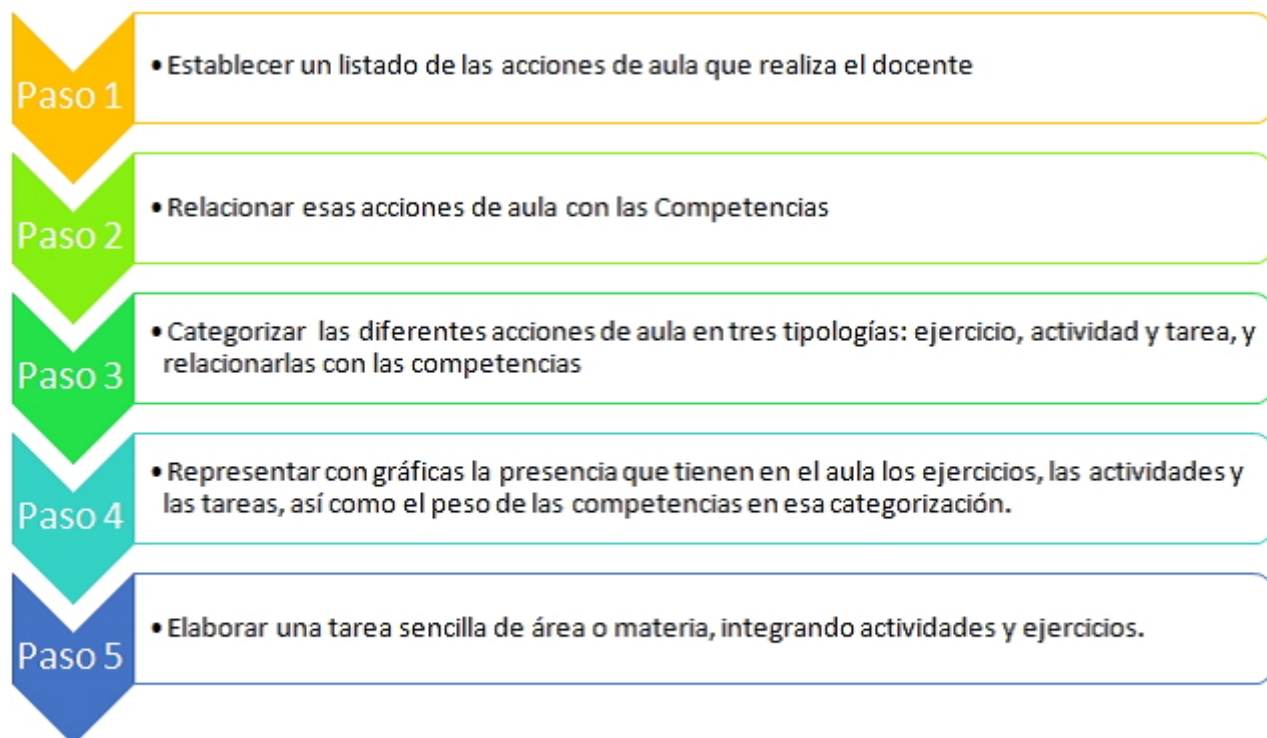 Paso 1
• Establecer un listado de las acciones de aula que realiza el docente
Paso 2
• Relacionar esas acciones de aula con las Competencias
Paso 3
• Categorizar las diferentes acciones de aula en tres tipologías: ejercicio, actividad y tarea, y
relacionarlas con las competencias
Paso 4
• Representar con gráficas la presencia que tienen en el aula los ejercicios, las actividades y
las tareas, así como el peso de las competencias en esa categorización.
Paso 5
• Elaborar una tarea sencilla de área o materia, integrando actividades y ejercicios.